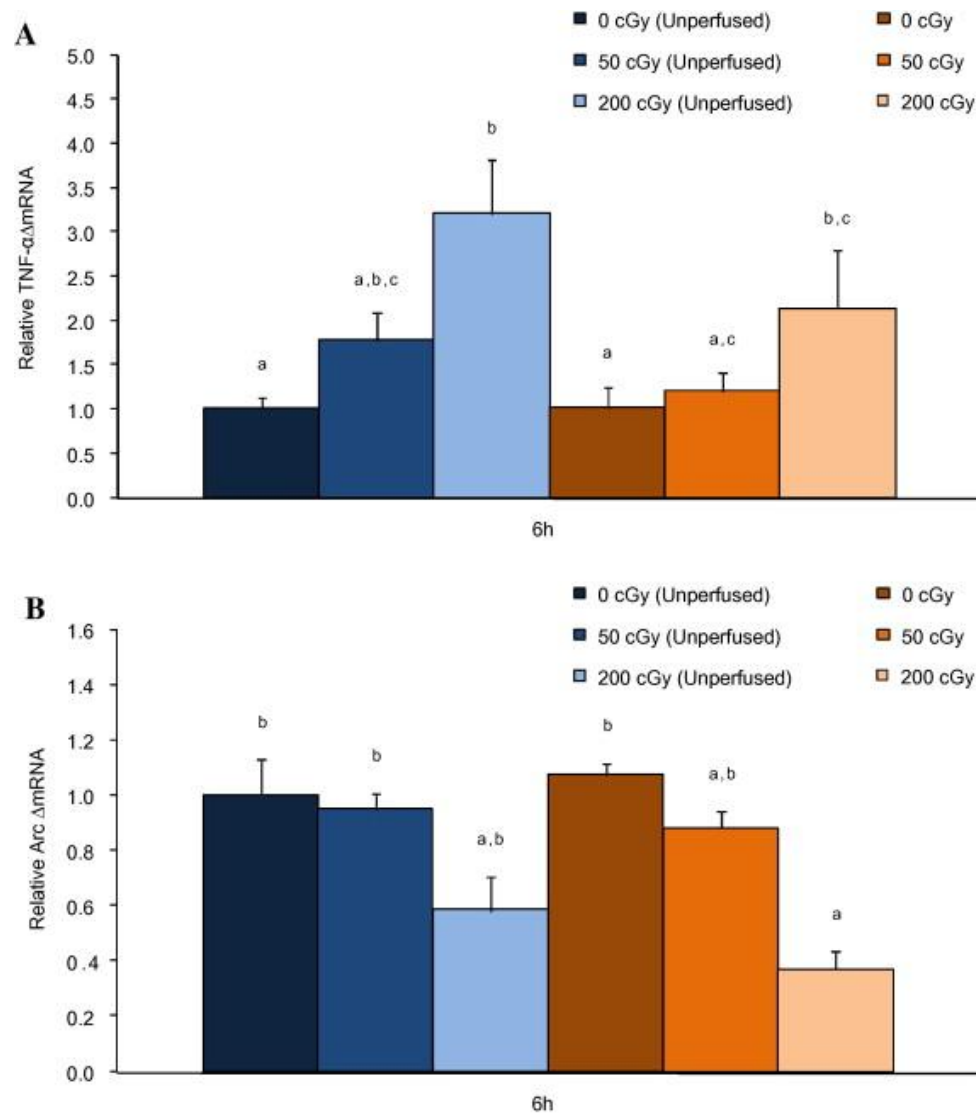 A
0 cGy (Unperfused) 0 cGy
50 cGy (Unperfused) 50 cGy
200 cGy (Unperfused) 200 cGy
5.0
4.5
4.0
3.5
3.0
2.5
2.0
1.5
1.0
0.5
0.0
Relative TNF-α∆mRNA
a
a,b,c
b
a
a,c
b,c
6h
B
0 cGy (Unperfused) 0 cGy
50 cGy (Unperfused) 50 cGy
200 cGy (Unperfused) 200 cGy
1.6
1.4
1.2
1.0
0.8
0.6
0.4
0.2
0.0
Relative Arc ∆mRNA
b
b
a,b
b
a,b
a
6h